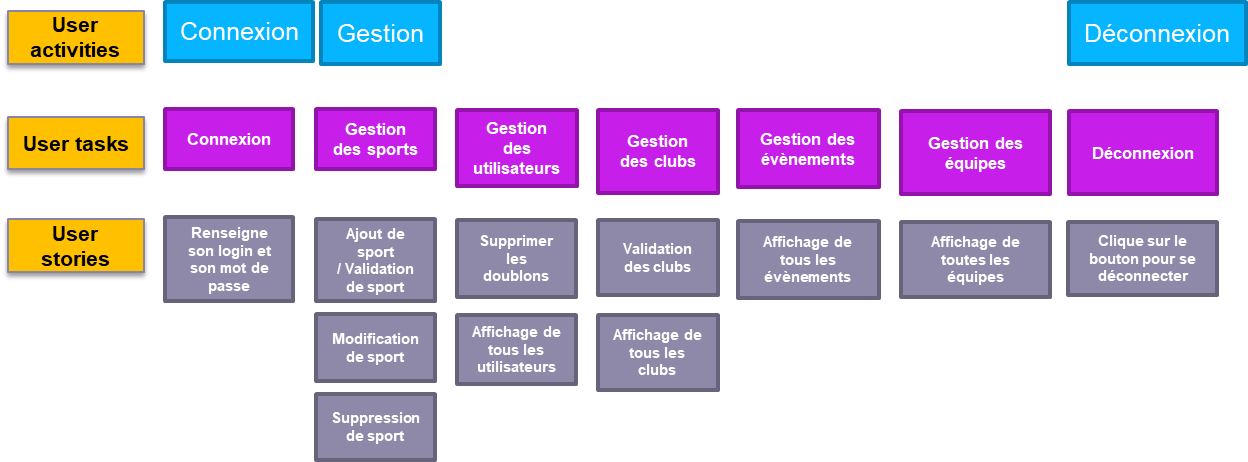 User
activities
Connexion
Gestion
Déconnexion
User tasks
Connexion
Gestion
des sports
Gestion
des
utilisateurs
Gestion
des clubs
Gestion des
évènements
Gestion des
équipes
Déconnexion
User
stories
Renseigne
son login et
son mot de
passe
Ajout de
sport
/ Validation
de sport
Supprimer
les
doublons
Validation
des clubs
Affichage de
tous les
évènements
Affichage de
toutes les
équipes
Clique sur le
bouton pour se
déconnecter
Modification
de sport
Affichage de
tous les
utilisateurs
Affichage de
tous les
clubs
Suppression
de sport